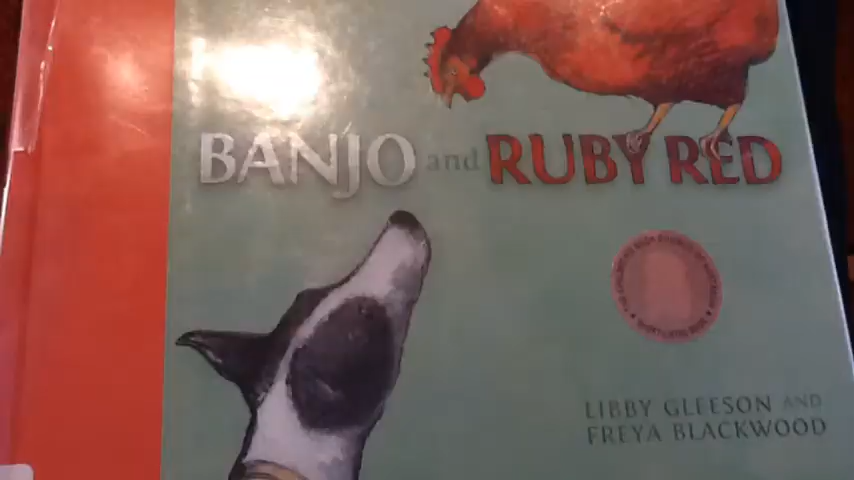 BANJO and RUBY RED
LIBBY GLEESON AND
FREYA BLACKWOOD